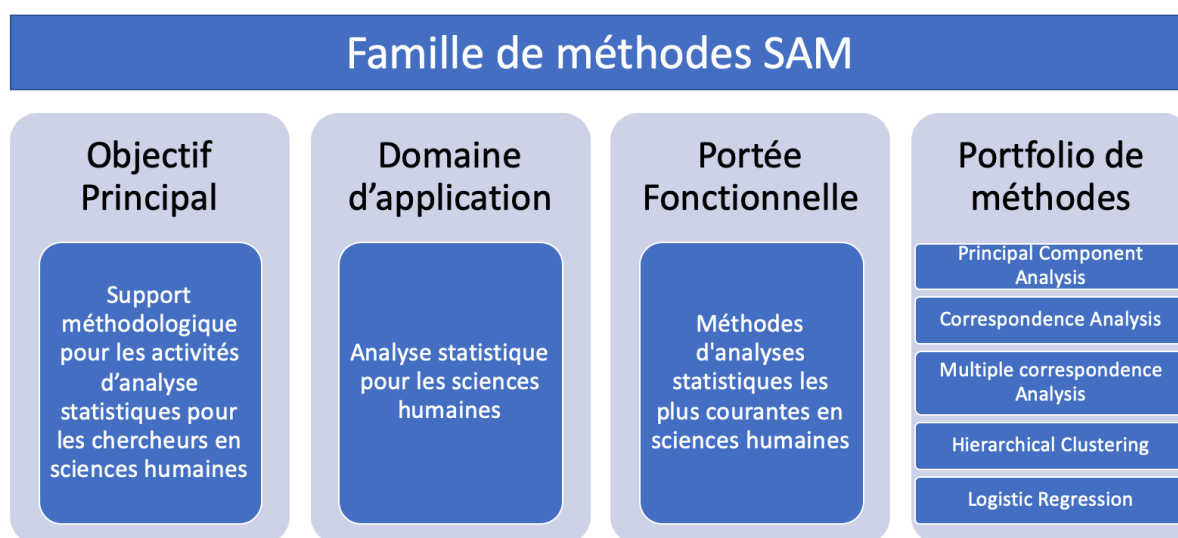 Famille de méthodes SAM
Objectif
Principal
Support
méthodologique
pour les activités
d’analyse
statistiques pour
les chercheurs en
sciences humaines
Domaine
d’application
Analyse statistique
pour les sciences
humaines
Portée
Fonctionnelle
Méthodes
d'analyses
statistiques les
plus courantes en
sciences humaines
Portfolio de
méthodes
Principal Component
Analysis
Correspondence Analysis
Multiple correspondence
Analysis
Hierarchical Clustering
Logistic Regression